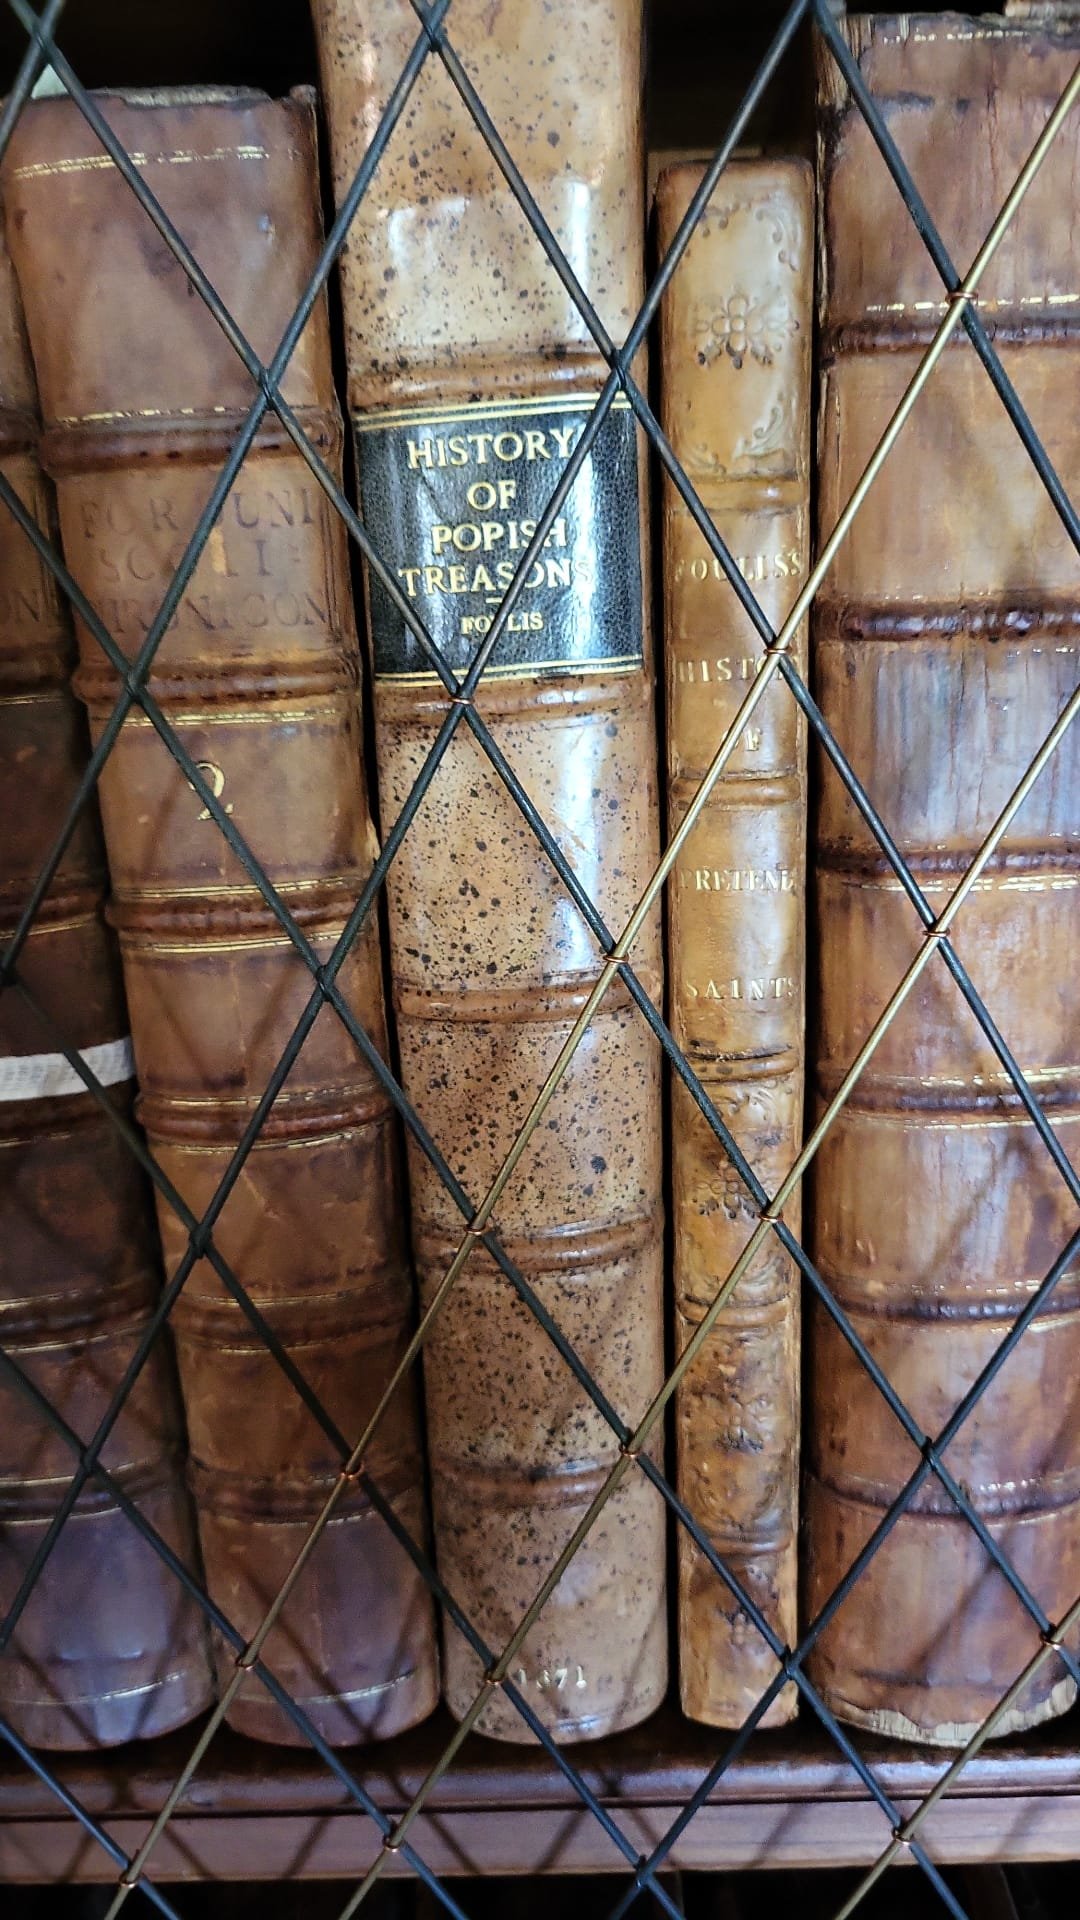 2
HISTORY
OF
POPISH
TREASONS
FOULIS
1671
FOULISS
HISTORY
OF
PRETEND
SAINTS